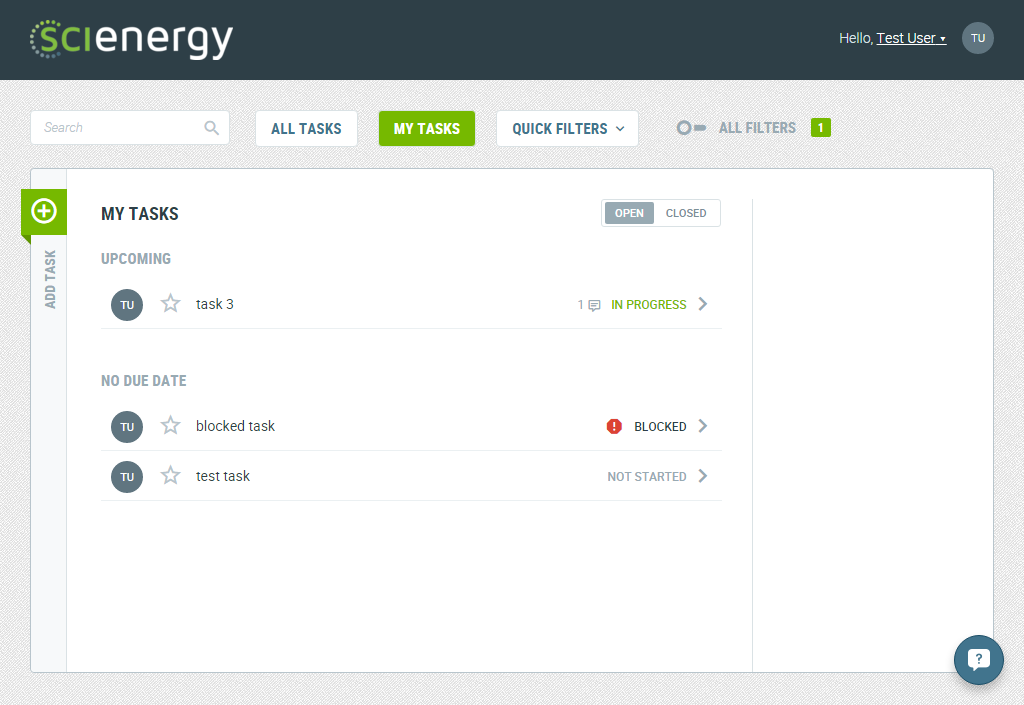 scienergy
Hello, Test User
TU
Search
ALL TASKS
MY TASKS
QUICK FILTERS
ALL FILTERS
1
ADD TASK
MY TASKS
OPEN
CLOSED
UPCOMING
TU
task 3
1
IN PROGRESS
NO DUE DATE
TU
blocked task
!
BLOCKED
TU
test task
NOT STARTED
?